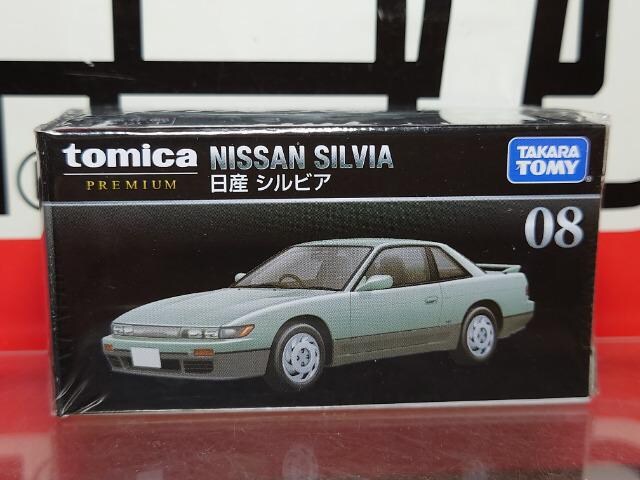 tomica
PREMIUM
NISSAN SILVIA
日産 シルビア
TAKARA
TOMY
08